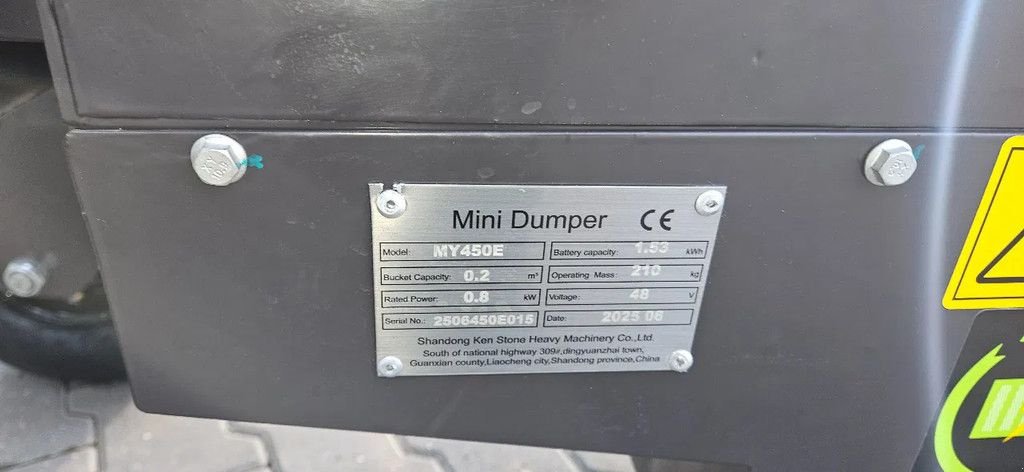 Mini Dumper CE
Model: MY450E Battery capacity: 1.53 kWh
Bucket Capacity: 0.2 m³ Operating Mass: 210 kg
Rated Power: 0.8 kW Voltage: 48 V
Serial No.: 2506450E015 Date: 2025 06
Shandong Ken Stone Heavy Machinery Co.,Ltd.
South of national highway 309#,dingyuanzhai town,
Guanxian county,Liaocheng city,Shandong province,China